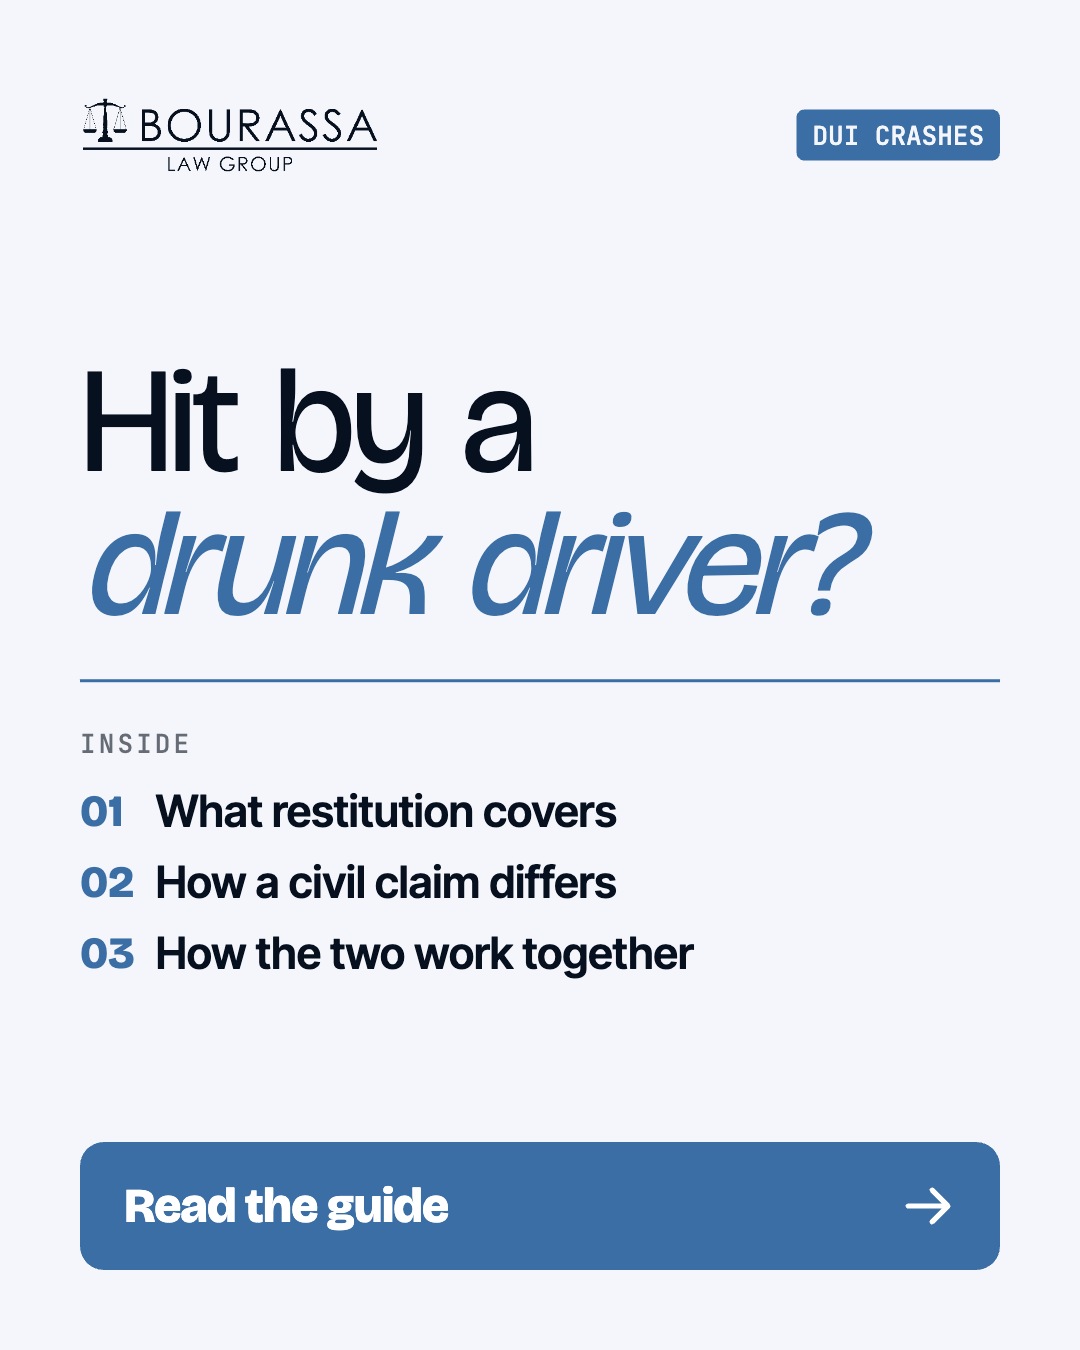 BOURASSA
LAW GROUP
DUI CRASHES
Hit by a
drunk driver?
INSIDE
01 What restitution covers
02 How a civil claim differs
03 How the two work together
Read the guide